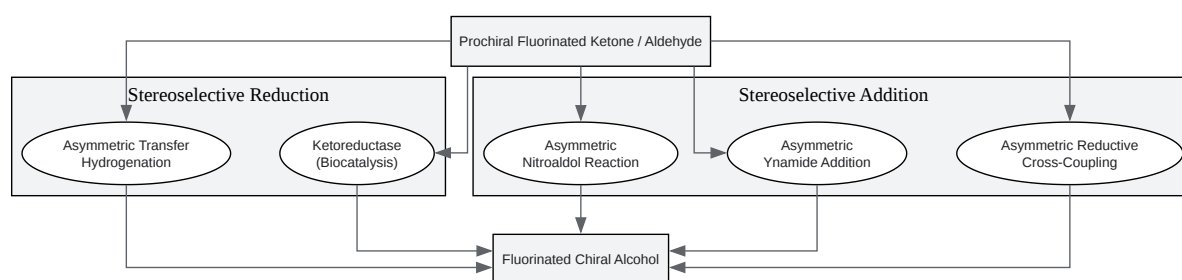 Prochiral Fluorinated Ketone / Aldehyde
Stereoselective Reduction
Stereoselective Addition
Asymmetric Transfer
Hydrogenation
Ketoreductase
(Biocatalysis)
Asymmetric
Nitroaldol Reaction
Asymmetric
Ynamide Addition
Asymmetric Reductive
Cross-Coupling
Fluorinated Chiral Alcohol